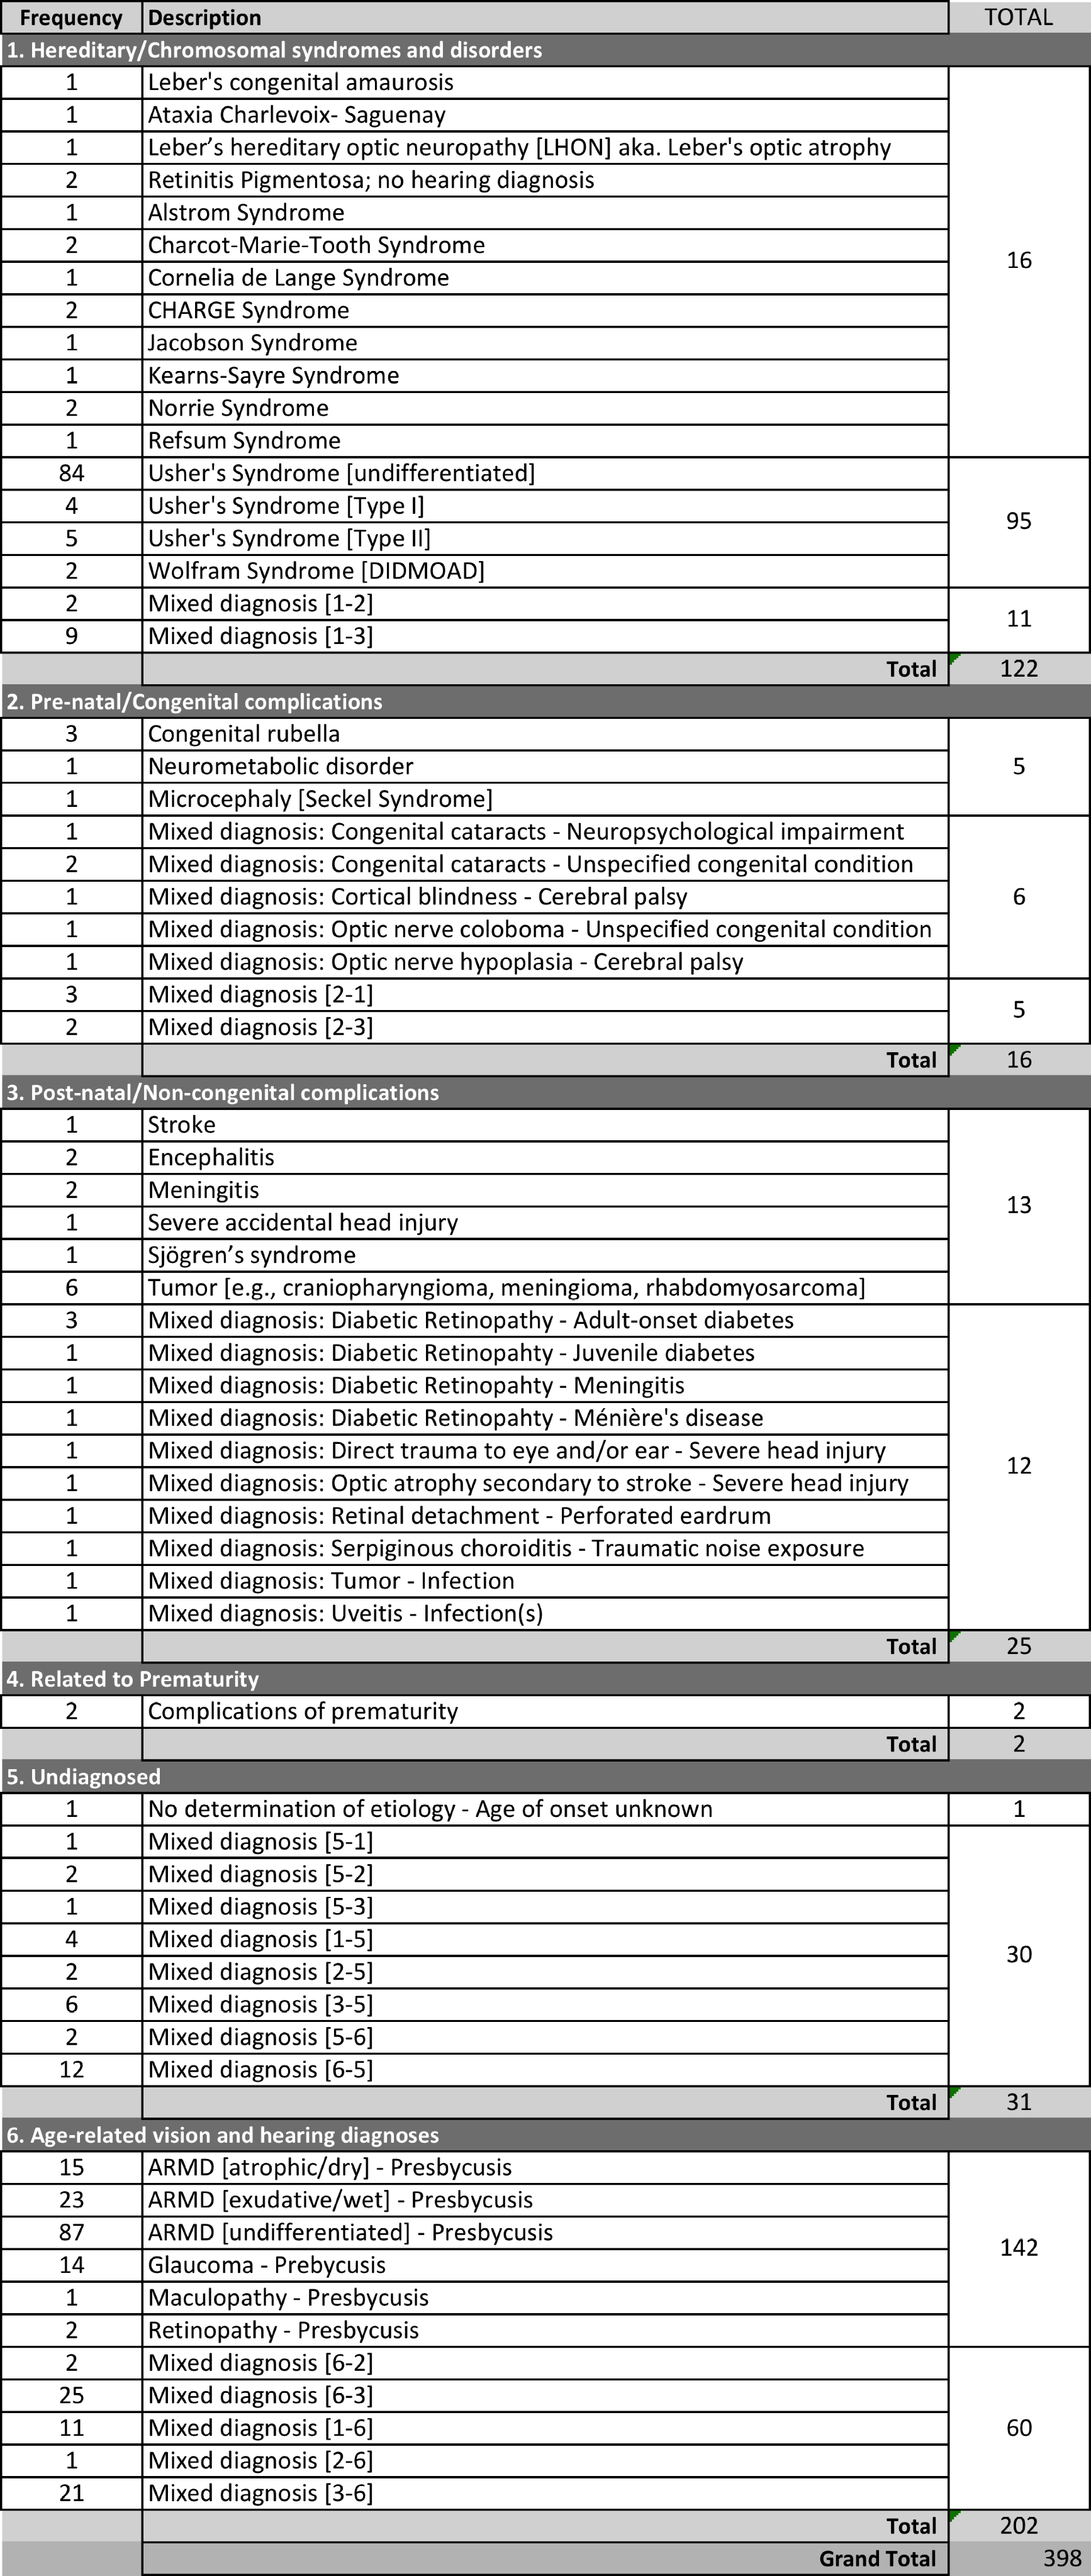 Frequency Description TOTAL
1. Hereditary/Chromosomal syndromes and disorders
1 Leber's congenital amaurosis
1 Ataxia Charlevoix- Saguenay
1 Leber’s hereditary optic neuropathy [LHON] aka. Leber's optic atrophy
2 Retinitis Pigmentosa; no hearing diagnosis
1 Alstrom Syndrome
2 Charcot-Marie-Tooth Syndrome
1 Cornelia de Lange Syndrome
16
2 CHARGE Syndrome
1 Jacobson Syndrome
1 Kearns-Sayre Syndrome
2 Norrie Syndrome
1 Refsum Syndrome
84 Usher's Syndrome [undifferentiated]
4 Usher's Syndrome [Type I]
95
5 Usher's Syndrome [Type II]
2 Wolfram Syndrome [DIDMOAD]
2 Mixed diagnosis [1-2]
11
9 Mixed diagnosis [1-3]
Total 122
2. Pre-natal/Congenital complications
3 Congenital rubella
1 Neurometabolic disorder 5
1 Microcephaly [Seckel Syndrome]
1 Mixed diagnosis: Congenital cataracts - Neuropsychological impairment
2 Mixed diagnosis: Congenital cataracts - Unspecified congenital condition
1 Mixed diagnosis: Cortical blindness - Cerebral palsy 6
1 Mixed diagnosis: Optic nerve coloboma - Unspecified congenital condition
1 Mixed diagnosis: Optic nerve hypoplasia - Cerebral palsy
3 Mixed diagnosis [2-1]
5
2 Mixed diagnosis [2-3]
Total 16
3. Post-natal/Non-congenital complications
1 Stroke
2 Encephalitis
2 Meningitis
13
1 Severe accidental head injury
1 Sjögren’s syndrome
6 Tumor [e.g., craniopharyngioma, meningioma, rhabdomyosarcoma]
3 Mixed diagnosis: Diabetic Retinopathy - Adult-onset diabetes
1 Mixed diagnosis: Diabetic Retinopahty - Juvenile diabetes
1 Mixed diagnosis: Diabetic Retinopahty - Meningitis
1 Mixed diagnosis: Diabetic Retinopahty - Ménière's disease
1 Mixed diagnosis: Direct trauma to eye and/or ear - Severe head injury
12
1 Mixed diagnosis: Optic atrophy secondary to stroke - Severe head injury
1 Mixed diagnosis: Retinal detachment - Perforated eardrum
1 Mixed diagnosis: Serpiginous choroiditis - Traumatic noise exposure
1 Mixed diagnosis: Tumor - Infection
1 Mixed diagnosis: Uveitis - Infection(s)
Total 25
4. Related to Prematurity
2 Complications of prematurity 2
Total 2
5. Undiagnosed
1 No determination of etiology - Age of onset unknown 1
1 Mixed diagnosis [5-1]
2 Mixed diagnosis [5-2]
1 Mixed diagnosis [5-3]
4 Mixed diagnosis [1-5]
30
2 Mixed diagnosis [2-5]
6 Mixed diagnosis [3-5]
2 Mixed diagnosis [5-6]
12 Mixed diagnosis [6-5]
Total 31
6. Age-related vision and hearing diagnoses
15 ARMD [atrophic/dry] - Presbycusis
23 ARMD [exudative/wet] - Presbycusis
87 ARMD [undifferentiated] - Presbycusis
142
14 Glaucoma - Prebycusis
1 Maculopathy - Presbycusis
2 Retinopathy - Presbycusis
2 Mixed diagnosis [6-2]
25 Mixed diagnosis [6-3]
11 Mixed diagnosis [1-6] 60
1 Mixed diagnosis [2-6]
21 Mixed diagnosis [3-6]
Total 202
Grand Total 398